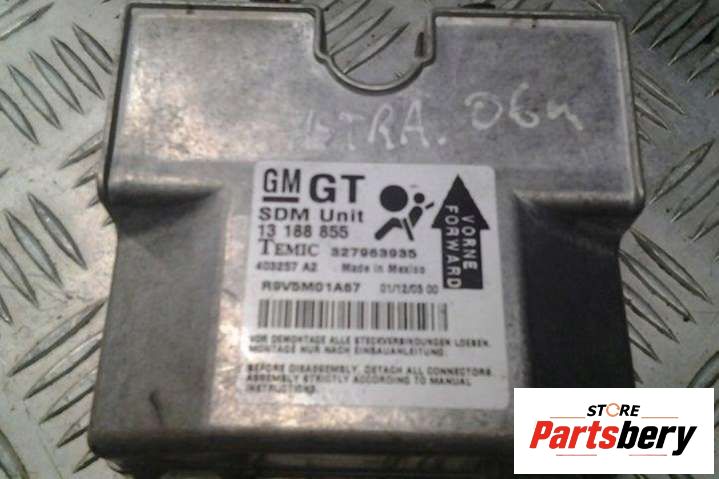 ASTRA. 06
GM GT
SDM Unit
13 188 855
TEMIC 327963935
403257 A2 Made in Mexico
R9V5M01A67 01/12/05 00
VORNE
FORWARD
VOR DEMONTAGE ALLE STECKVERBINDUNGEN LOESEN.
MONTAGE NUR NACH EINBAUANLEITUNG.
BEFORE DISASSEMBLY, DETACH ALL CONNECTORS.
ASSEMBLY STRICTLY ACCORDING TO MANUAL
INSTRUCTIONS.
STORE
Partsbery